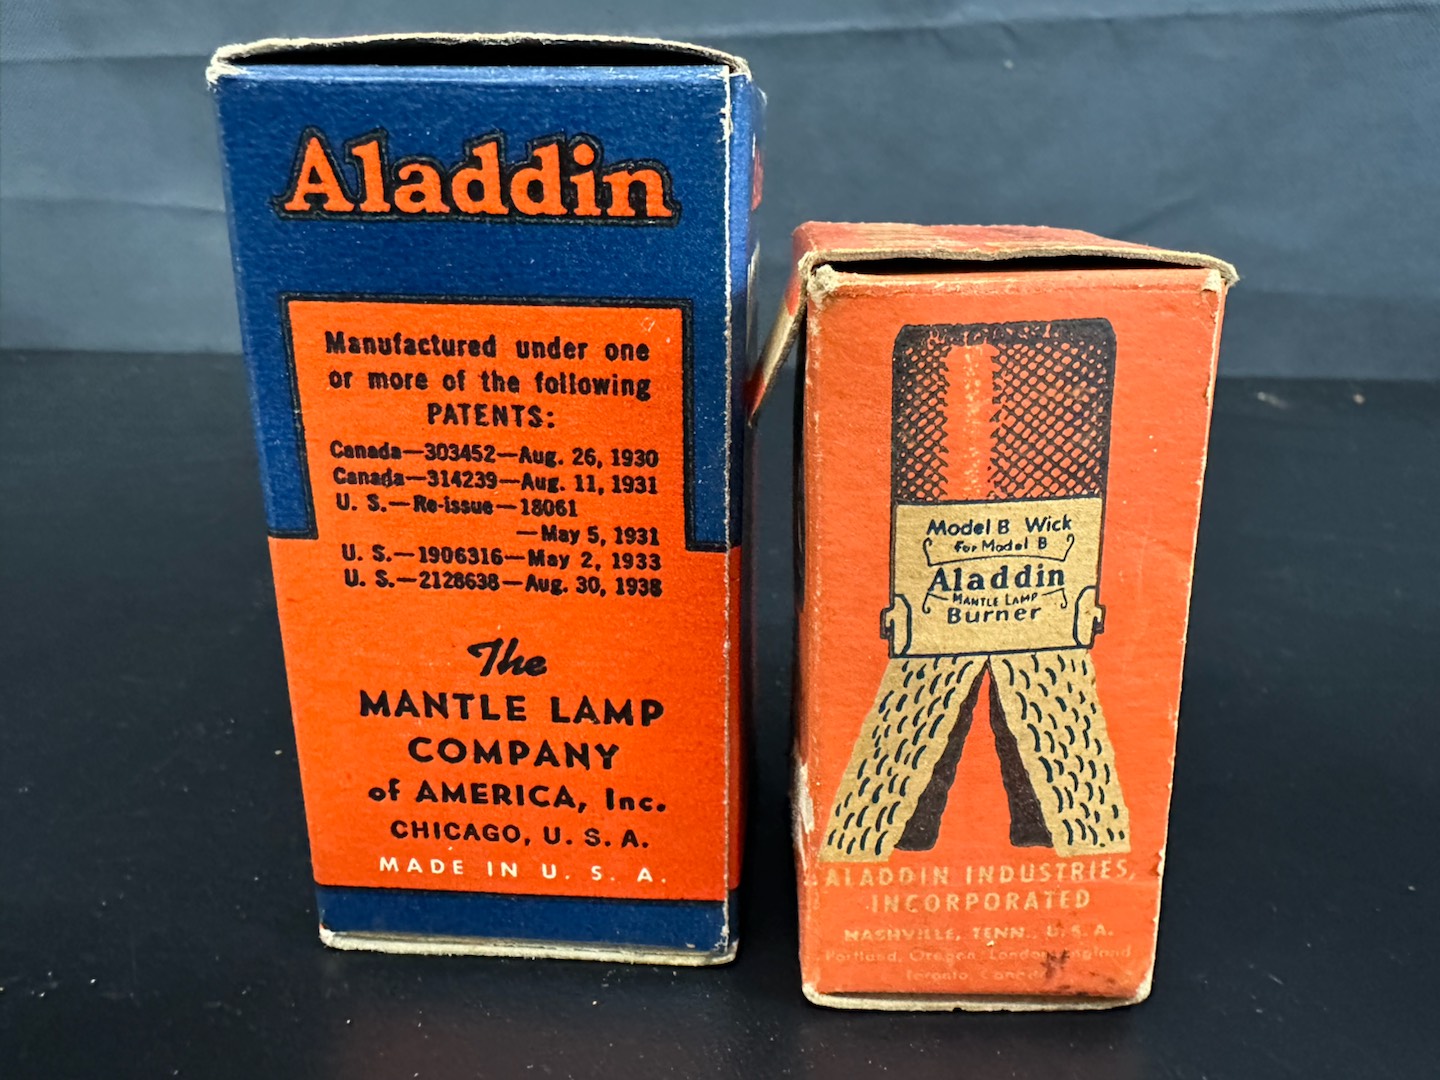 Aladdin
Manufactured under one
or more of the following
PATENTS:
Canada—303452—Aug. 26, 1930
Canada—314239—Aug. 11, 1931
U. S.—Re-issue—18061
—May 5, 1931
U. S.—1906316—May 2, 1933
U. S.—2128638—Aug. 30, 1938
The
MANTLE LAMP
COMPANY
of AMERICA, Inc.
CHICAGO, U. S. A.
MADE IN U. S. A.
Model B Wick
For Model B
Aladdin
MANTLE LAMP
Burner
ALADDIN INDUSTRIES,
INCORPORATED
NASHVILLE, TENN., U. S. A.
Portland, Oregon; London, England
Toronto, Canada